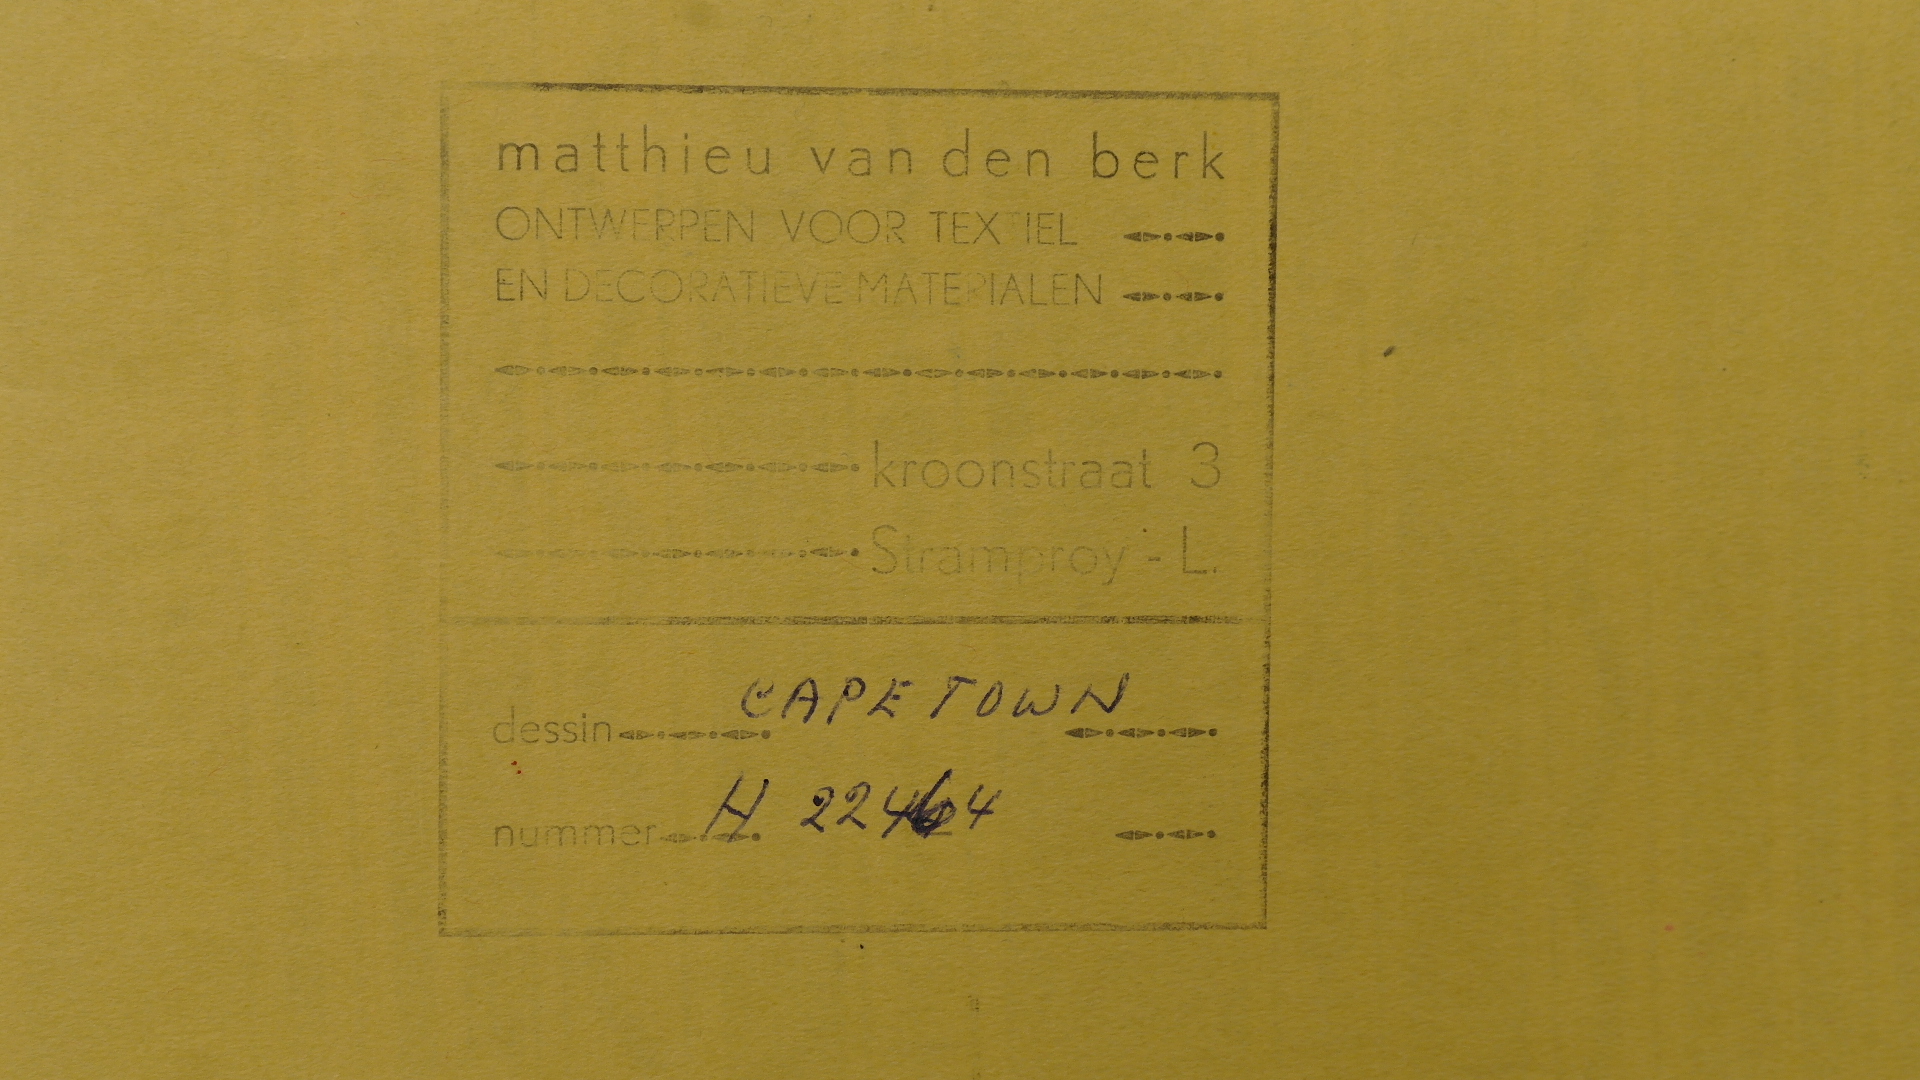 matthieu van den berk
ONTWERPEN VOOR TEXTIEL
EN DECORATIEVE MATERIALEN
kroonstraat 3
Stramproy - L.
dessin CAPETOWN
nummer H 22464